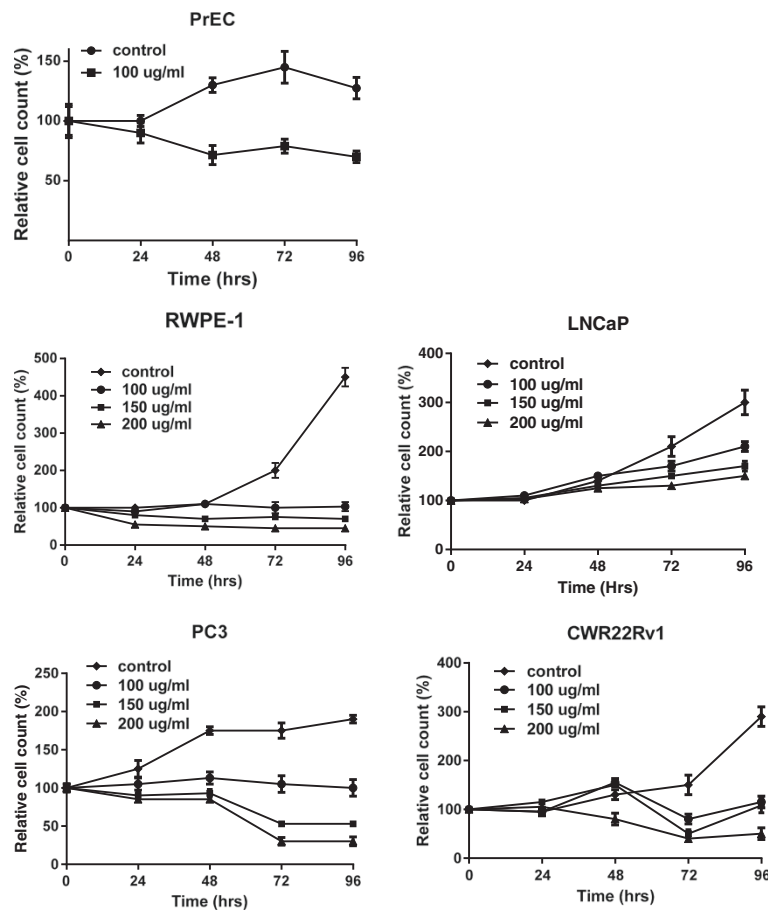 PrEC
Relative cell count (%)
150
100
50
control
100 ug/ml
0 24 48 72 96
Time (hrs)
RWPE-1
Relative cell count (%)
500
400
300
200
100
0
control
100 ug/ml
150 ug/ml
200 ug/ml
0 24 48 72 96
Time (hrs)
LNCaP
Relative cell count (%)
400
300
200
100
0
control
100 ug/ml
150 ug/ml
200 ug/ml
0 24 48 72 96
Time (Hrs)
PC3
Relative cell count (%)
250
200
150
100
50
0
control
100 ug/ml
150 ug/ml
200 ug/ml
0 24 48 72 96
Time (hrs)
CWR22Rv1
Relative cell count (%)
400
300
200
100
0
control
100 ug/ml
150 ug/ml
200 ug/ml
0 24 48 72 96
Time (hrs)